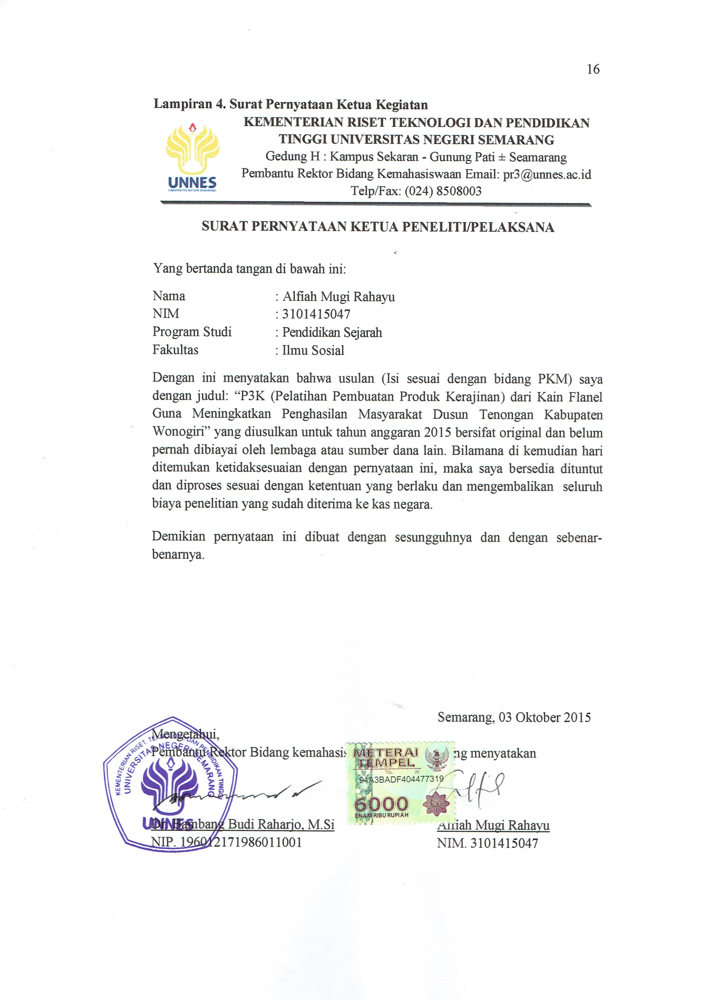 16
Lampiran 4. Surat Pernyataan Ketua Kegiatan
KEMENTERIAN RISET TEKNOLOGI DAN PENDIDIKAN
TINGGI UNIVERSITAS NEGERI SEMARANG
Gedung H : Kampus Sekaran - Gunung Pati ± Seamarang
Pembantu Rektor Bidang Kemahasiswaan Email: pr3@unnes.ac.id
Telp/Fax: (024) 8508003
UNNES
UNIVERSITAS NEGERI SEMARANG
SURAT PERNYATAAN KETUA PENELITI/PELAKSANA
Yang bertanda tangan di bawah ini:
Nama : Alfiah Mugi Rahayu
NIM : 3101415047
Program Studi : Pendidikan Sejarah
Fakultas : Ilmu Sosial
Dengan ini menyatakan bahwa usulan (Isi sesuai dengan bidang PKM) saya
dengan judul: “P3K (Pelatihan Pembuatan Produk Kerajinan) dari Kain Flanel
Guna Meningkatkan Penghasilan Masyarakat Dusun Tenongan Kabupaten
Wonogiri” yang diusulkan untuk tahun anggaran 2015 bersifat original dan belum
pernah dibiayai oleh lembaga atau sumber dana lain. Bilamana di kemudian hari
ditemukan ketidaksesuaian dengan pernyataan ini, maka saya bersedia dituntut
dan diproses sesuai dengan ketentuan yang berlaku dan mengembalikan seluruh
biaya penelitian yang sudah diterima ke kas negara.
Demikian pernyataan ini dibuat dengan sesungguhnya dan dengan sebenar-
benarnya.
Semarang, 03 Oktober 2015
Mengetahui,
Pembantu Rektor Bidang kemahasis
ng menyatakan
KEMENTERIAN RISET, TEKNOLOGI, DAN PENDIDIKAN TINGGI
UNIVERSITAS NEGERI SEMARANG
UNNES
METERAI
TEMPEL
TGL. 20
94A3BADF404477319
6000
ENAM RIBU RUPIAH
Dr. Bambang Budi Raharjo, M.Si
NIP. 196012171986011001
Alfiah Mugi Rahayu
NIM. 3101415047